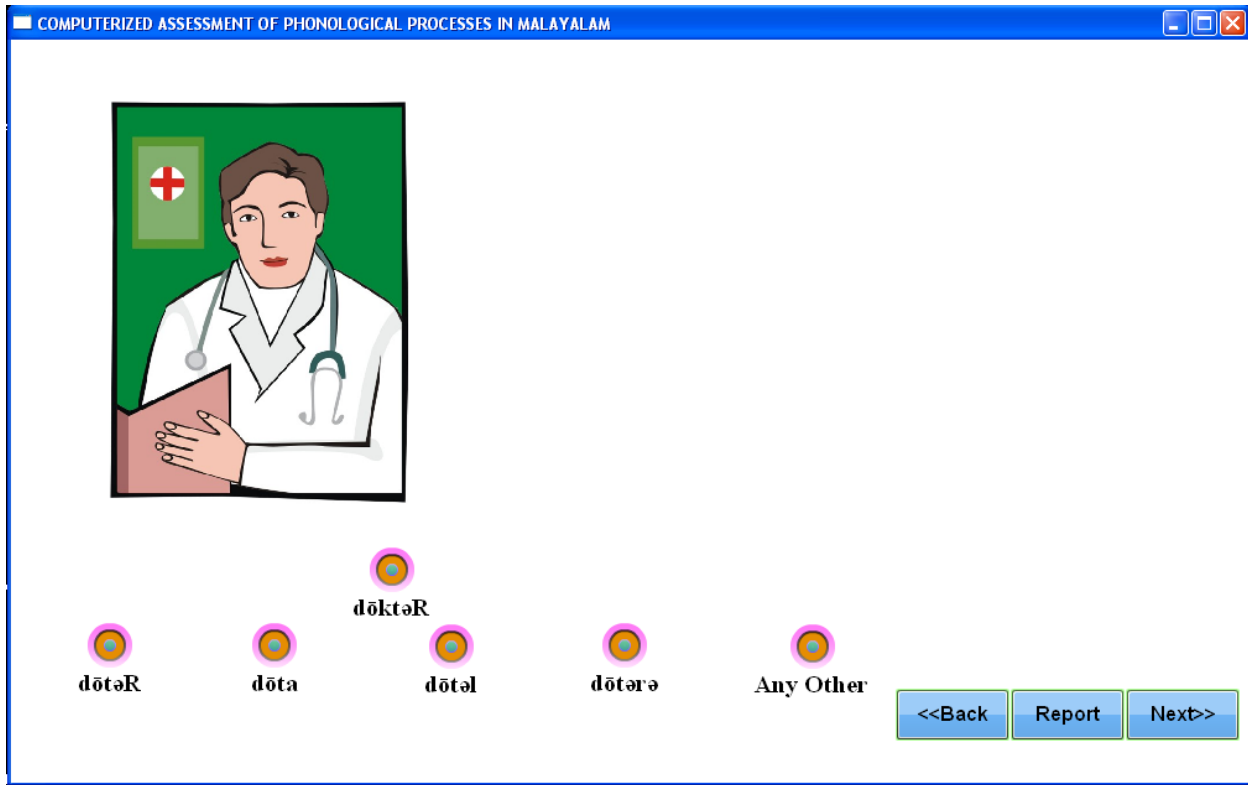 COMPUTERIZED ASSESSMENT OF PHONOLOGICAL PROCESSES IN MALAYALAM
dōktəR
dōtəR dōta dōtəl dōtərə Any Other
<<Back Report Next>>